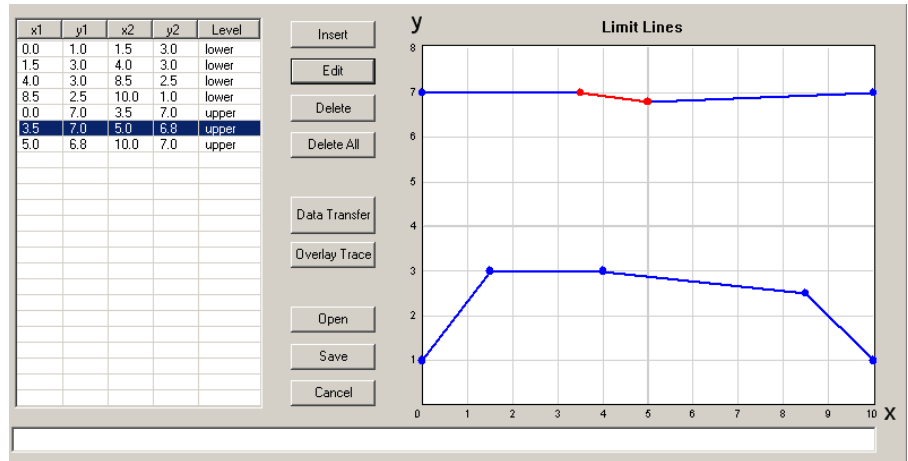 x1 y1 x2 y2 Level
0.0 1.0 1.5 3.0 lower
1.5 3.0 4.0 3.0 lower
4.0 3.0 8.5 2.5 lower
8.5 2.5 10.0 1.0 lower
0.0 7.0 3.5 7.0 upper
3.5 7.0 5.0 6.8 upper
5.0 6.8 10.0 7.0 upper
Insert
Edit
Delete
Delete All
Data Transfer
Overlay Trace
Open
Save
Cancel
y
Limit Lines
8
7
6
5
4
3
2
1
0 1 2 3 4 5 6 7 8 9 10 X